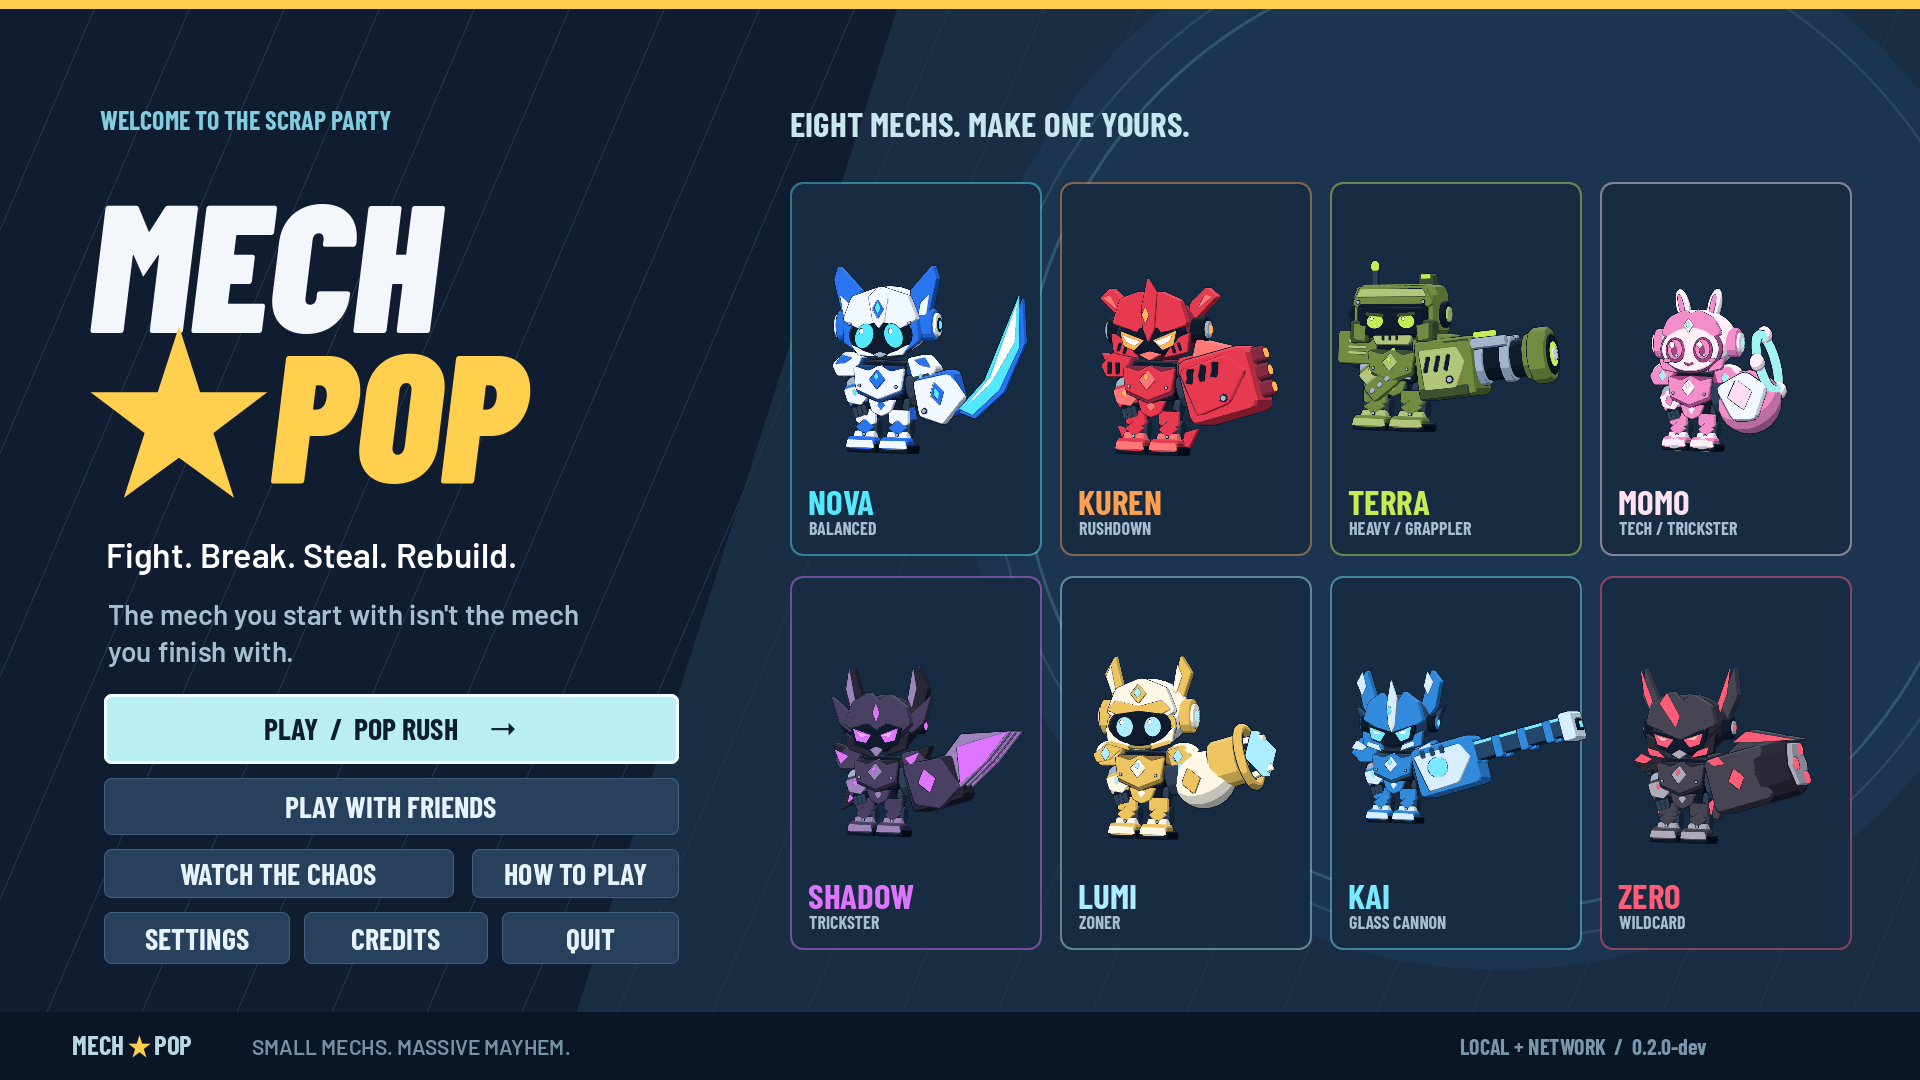 WELCOME TO THE SCRAP PARTY
MECH
POP
Fight. Break. Steal. Rebuild.
The mech you start with isn't the mech
you finish with.
PLAY / POP RUSH →
PLAY WITH FRIENDS
WATCH THE CHAOS
HOW TO PLAY
SETTINGS
CREDITS
QUIT
EIGHT MECHS. MAKE ONE YOURS.
NOVA
BALANCED
KUREN
RUSHDOWN
TERRA
HEAVY / GRAPPLER
MOMO
TECH / TRICKSTER
SHADOW
TRICKSTER
LUMI
ZONER
KAI
GLASS CANNON
ZERO
WILDCARD
MECH★POP
SMALL MECHS. MASSIVE MAYHEM.
LOCAL + NETWORK / 0.2.0-dev